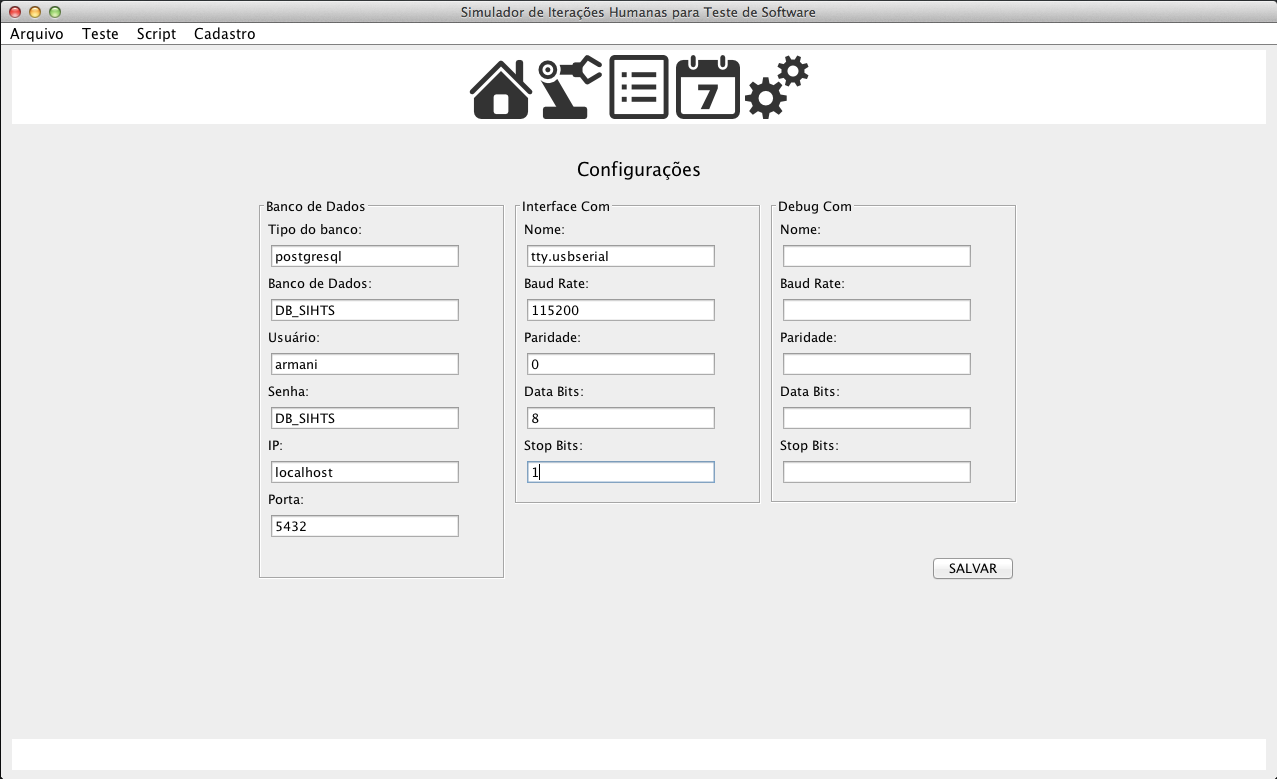 Simulador de Iterações Humanas para Teste de Software
Arquivo Teste Script Cadastro
7
Configurações
Banco de Dados
Tipo do banco:
postgresql
Banco de Dados:
DB_SIHTS
Usuário:
armani
Senha:
DB_SIHTS
IP:
localhost
Porta:
5432
Interface Com
Nome:
tty.usbserial
Baud Rate:
115200
Paridade:
0
Data Bits:
8
Stop Bits:
1
Debug Com
Nome:
Baud Rate:
Paridade:
Data Bits:
Stop Bits:
SALVAR